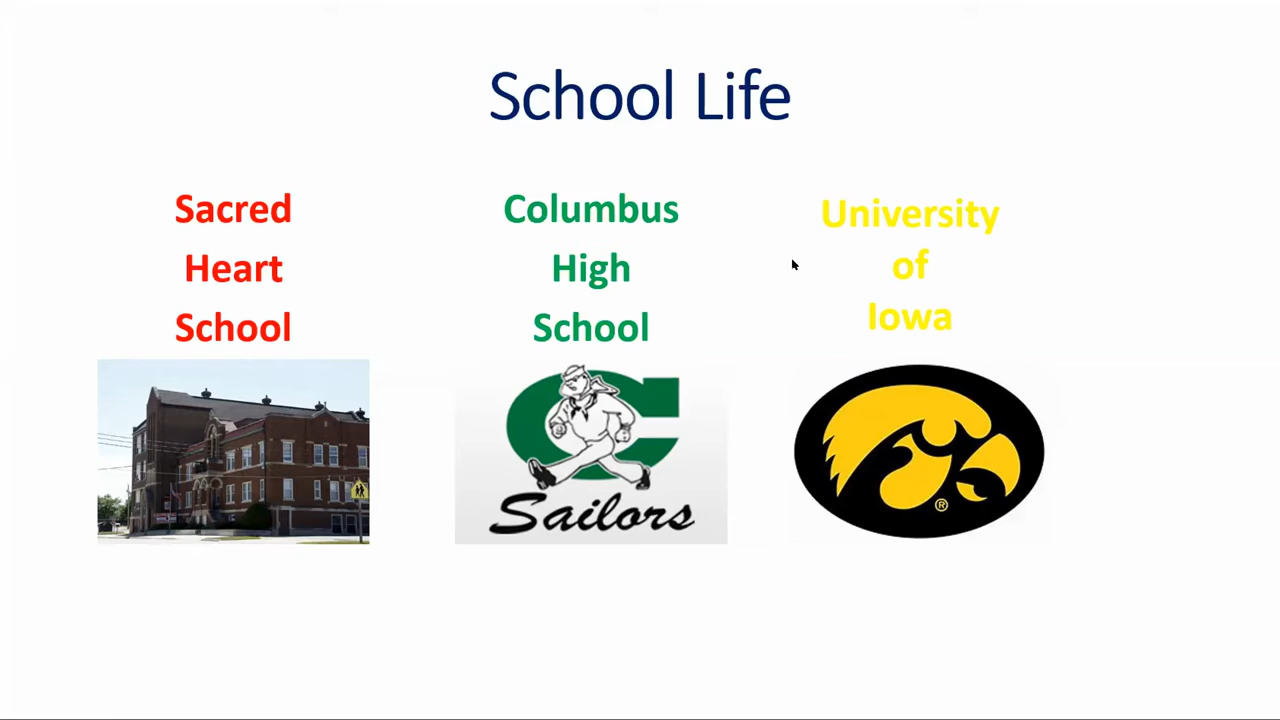 School Life
Sacred
Heart
School
Columbus
High
School
University
of
Iowa
C
Sailors
®